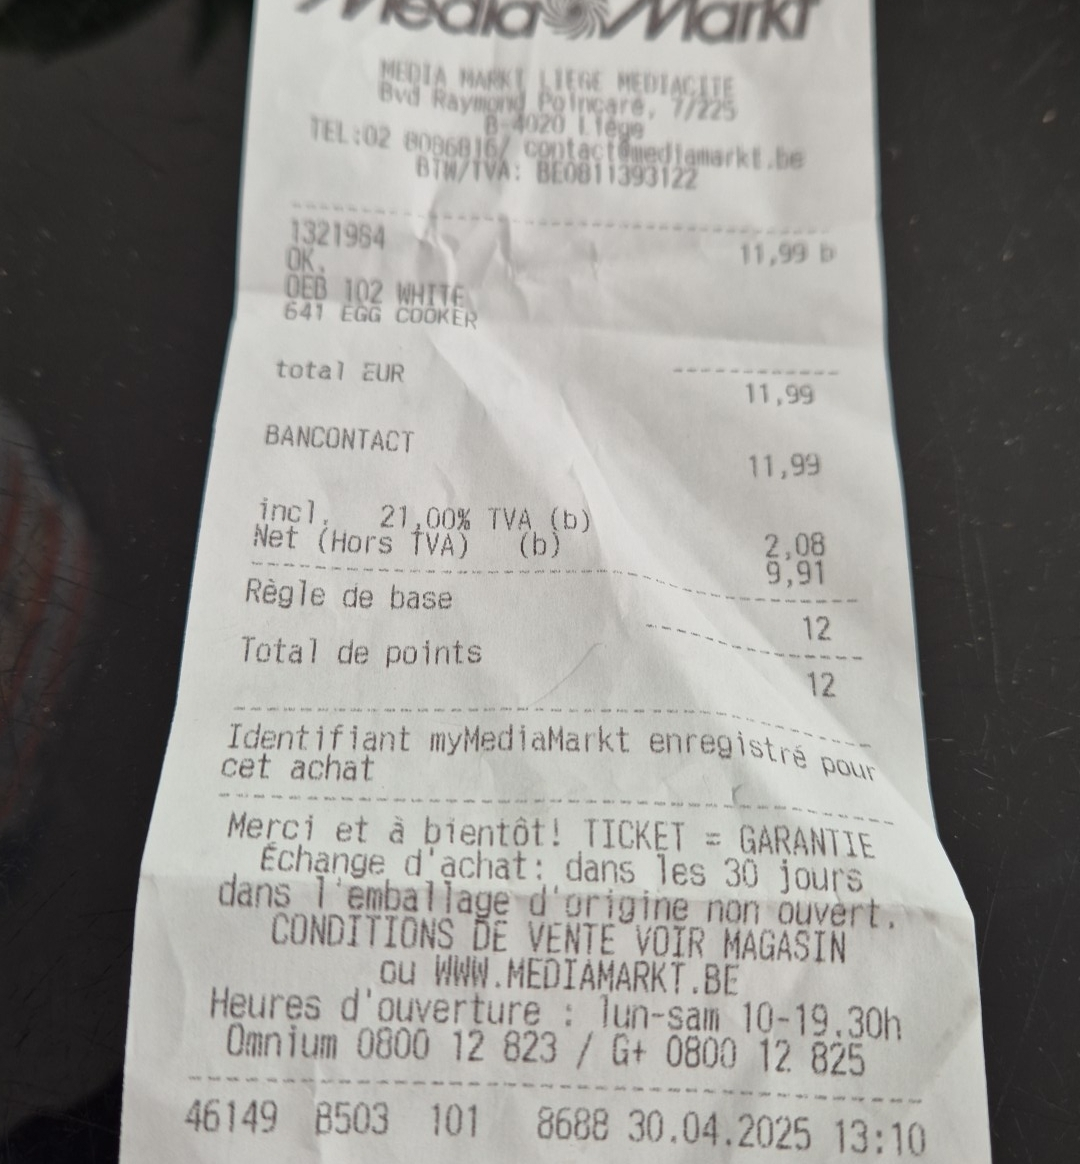 Media Markt
MEDIA MARKT LIEGE MEDIACITE
Bvd Raymond Poincaré, 7/225
B-4020 Liège
TEL:02 8086816/ contact@mediamarkt.be
BTW/TVA: BE0811393122
1321984 11,99 b
OK.
OEB 102 WHITE
641 EGG COOKER
total EUR 11,99
BANCONTACT 11,99
incl. 21,00% TVA (b) 2,08
Net (Hors TVA) (b) 9,91
Règle de base 12
Total de points 12
Identifiant myMediaMarkt enregistré pour
cet achat
Merci et à bientôt! TICKET = GARANTIE
Échange d'achat: dans les 30 jours
dans l'emballage d'origine non ouvert.
CONDITIONS DE VENTE VOIR MAGASIN
ou WWW.MEDIAMARKT.BE
Heures d'ouverture : lun-sam 10-19.30h
Omnium 0800 12 823 / G+ 0800 12 825
46149 8503 101 8688 30.04.2025 13:10